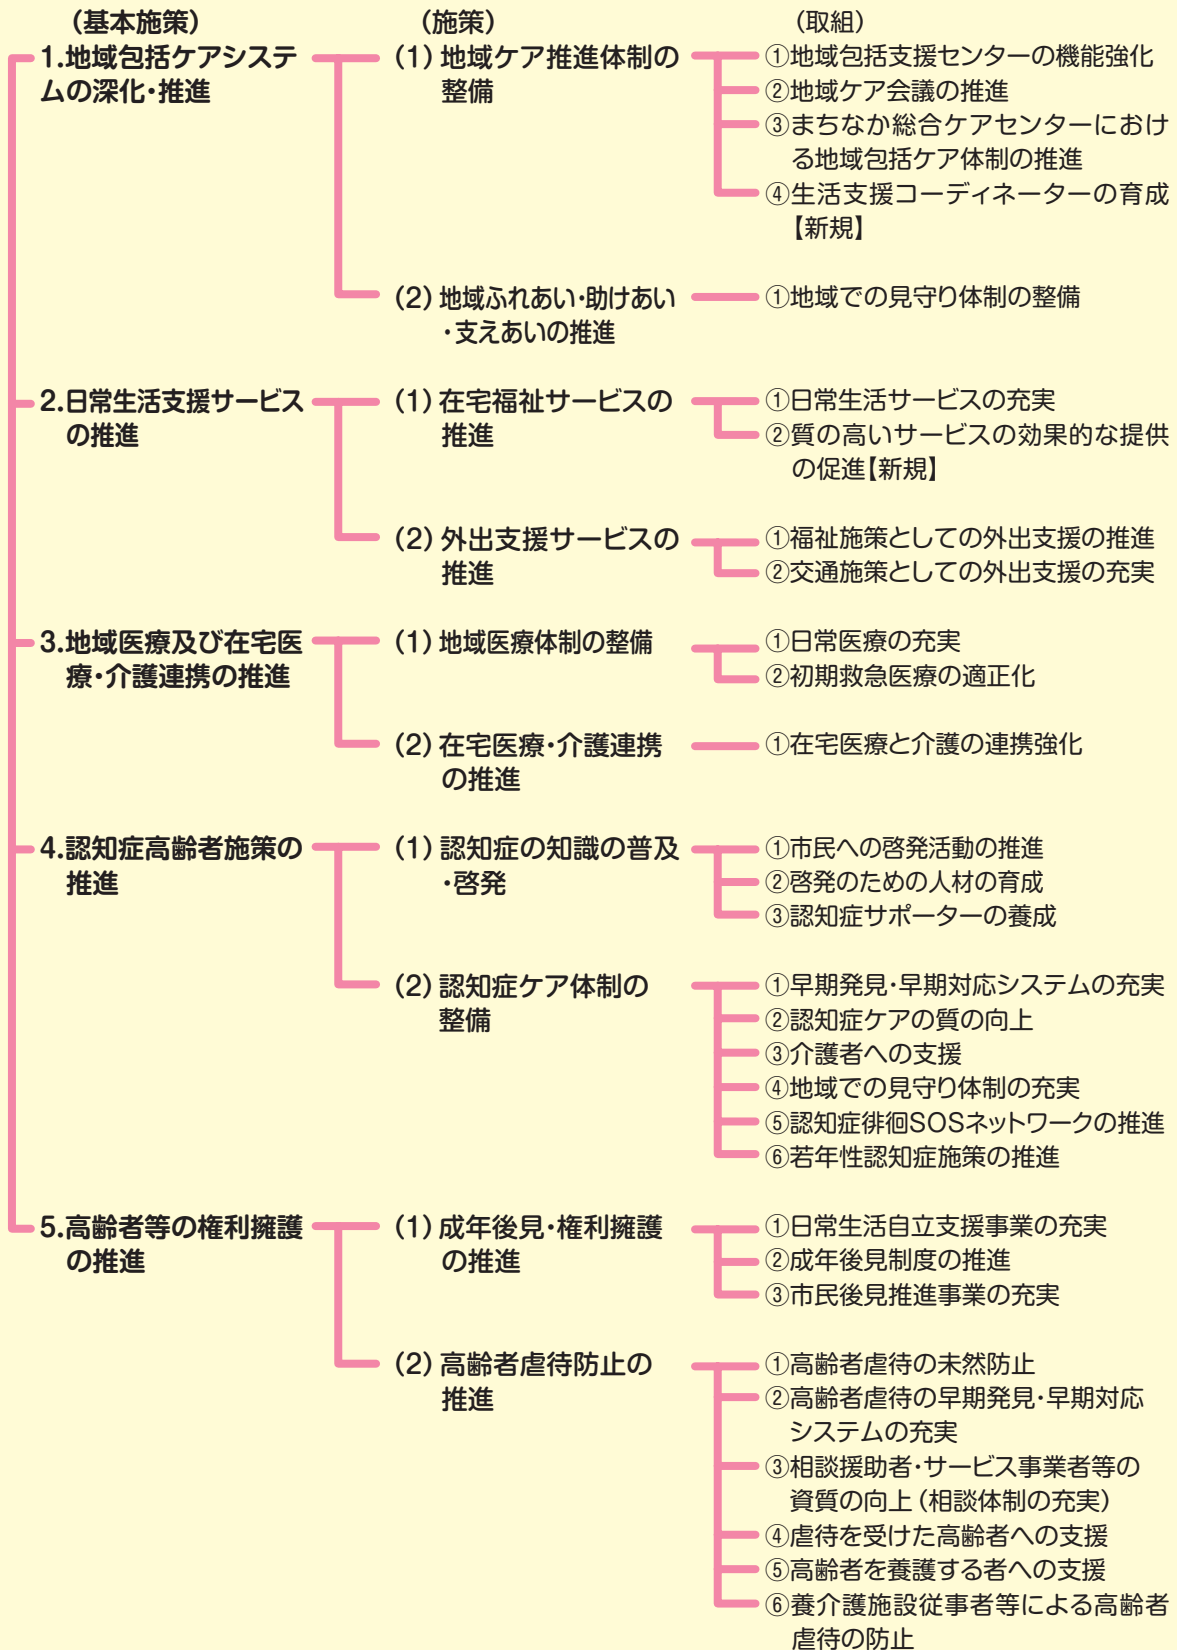 （基本施策）
（施策）
（取組）
1.地域包括ケアシステ
ムの深化・推進
(1) 地域ケア推進体制の
整備
①地域包括支援センターの機能強化
②地域ケア会議の推進
③まちなか総合ケアセンターにおけ
る地域包括ケア体制の推進
④生活支援コーディネーターの育成
【新規】
(2) 地域ふれあい・助けあい
・支えあいの推進
①地域での見守り体制の整備
2.日常生活支援サービス
の推進
(1) 在宅福祉サービスの
推進
①日常生活サービスの充実
②質の高いサービスの効果的な提供
の促進【新規】
(2) 外出支援サービスの
推進
①福祉施策としての外出支援の推進
②交通施策としての外出支援の充実
3.地域医療及び在宅医
療・介護連携の推進
(1) 地域医療体制の整備
①日常医療の充実
②初期救急医療の適正化
(2) 在宅医療・介護連携
の推進
①在宅医療と介護の連携強化
4.認知症高齢者施策の
推進
(1) 認知症の知識の普及
・啓発
①市民への啓発活動の推進
②啓発のための人材の育成
③認知症サポーターの養成
(2) 認知症ケア体制の
整備
①早期発見・早期対応システムの充実
②認知症ケアの質の向上
③介護者への支援
④地域での見守り体制の充実
⑤認知症徘徊SOSネットワークの推進
⑥若年性認知症施策の推進
5.高齢者等の権利擁護
の推進
(1) 成年後見・権利擁護
の推進
①日常生活自立支援事業の充実
②成年後見制度の推進
③市民後見推進事業の充実
(2) 高齢者虐待防止の
推進
①高齢者虐待の未然防止
②高齢者虐待の早期発見・早期対応
システムの充実
③相談援助者・サービス事業者等の
資質の向上（相談体制の充実）
④虐待を受けた高齢者への支援
⑤高齢者を養護する者への支援
⑥養介護施設従事者等による高齢者
虐待の防止